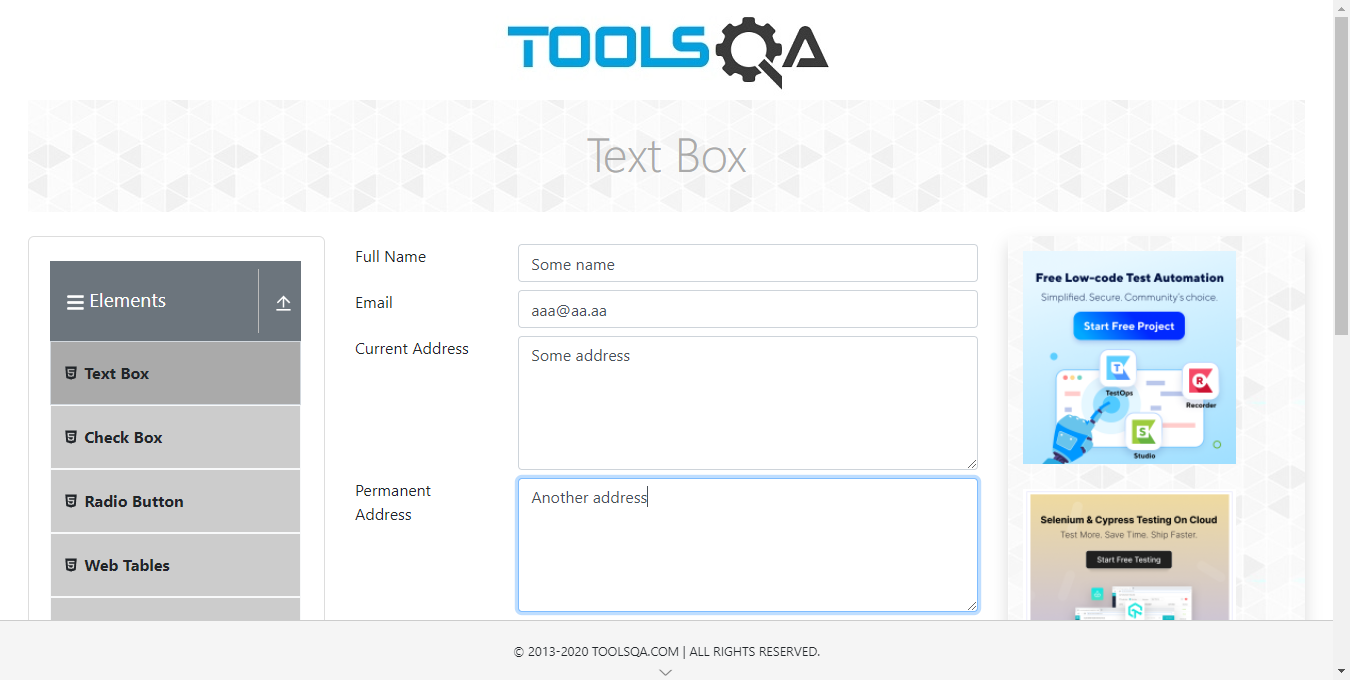 TOOLSQA
Text Box
Elements
Text Box
Check Box
Radio Button
Web Tables
Full Name
Some name
Email
aaa@aa.aa
Current Address
Some address
Permanent
Address
Another address
Free Low-code Test Automation
Simplified. Secure. Community's choice.
Start Free Project
T
TestOps
R
Recorder
S
Studio
Selenium & Cypress Testing On Cloud
Test More. Save Time. Ship Faster.
Start Free Testing
© 2013-2020 TOOLSQA.COM | ALL RIGHTS RESERVED.